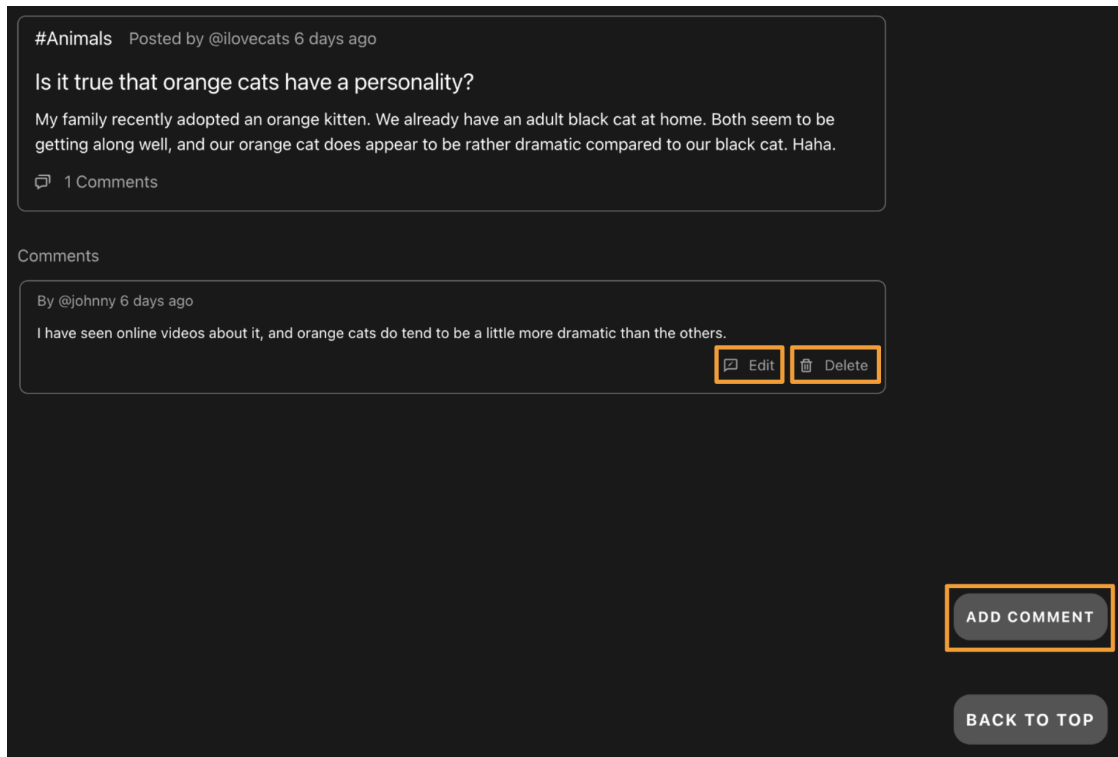 #Animals Posted by @ilovecats 6 days ago
Is it true that orange cats have a personality?
My family recently adopted an orange kitten. We already have an adult black cat at home. Both seem to be
getting along well, and our orange cat does appear to be rather dramatic compared to our black cat. Haha.
1 Comments
Comments
By @johnny 6 days ago
I have seen online videos about it, and orange cats do tend to be a little more dramatic than the others.
Edit Delete
ADD COMMENT
BACK TO TOP